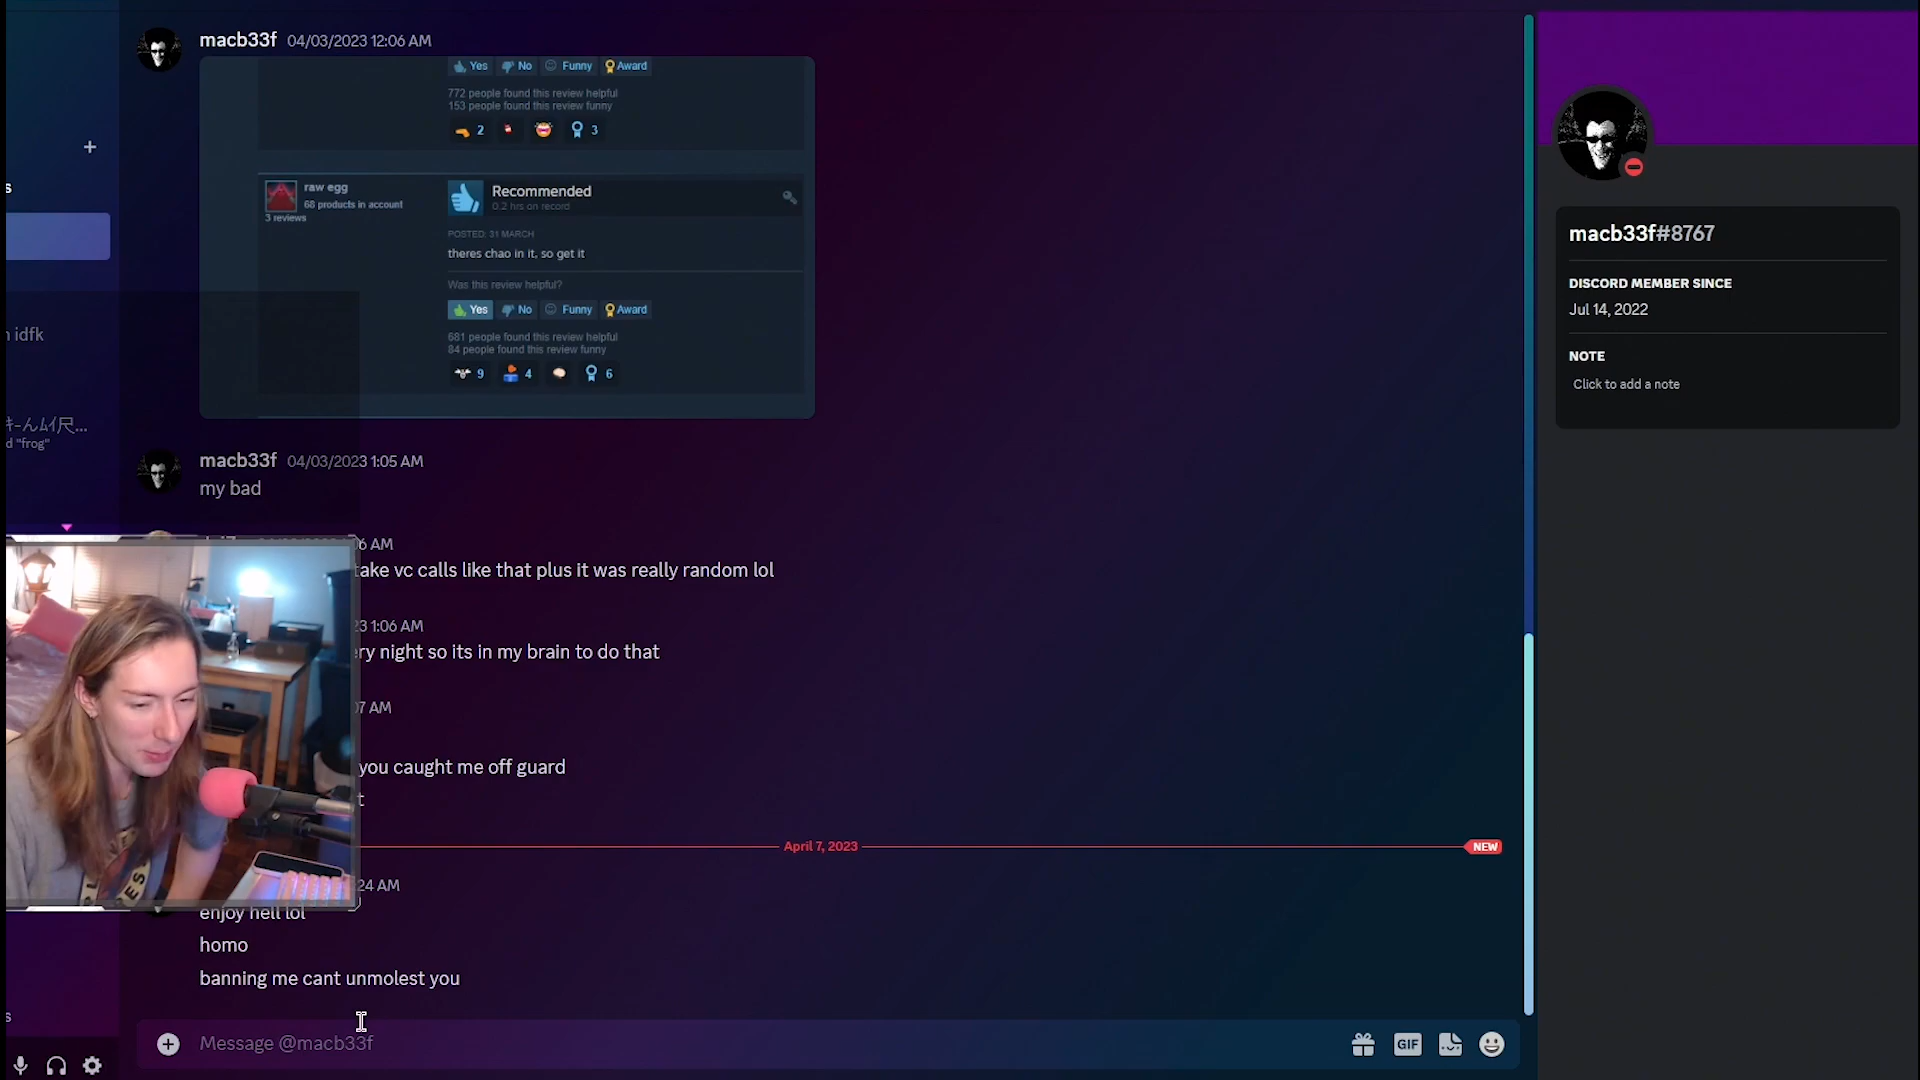 macb33f 04/03/2023 12:06 AM
Yes No Funny Award
772 people found this review helpful
153 people found this review funny
2 3
raw egg
68 products in account
3 reviews
Recommended
0.2 hrs on record
POSTED: 31 MARCH
theres chao in it, so get it
Was this review helpful?
Yes No Funny Award
681 people found this review helpful
84 people found this review funny
9 4 6
macb33f 04/03/2023 1:05 AM
my bad
6 AM
take vc calls like that plus it was really random lol
23 1:06 AM
ery night so its in my brain to do that
07 AM
you caught me off guard
t
April 7, 2023
NEW
24 AM
enjoy hell lol
homo
banning me cant unmolest you
Message @macb33f
GIF
s
n idfk
d "frog"
s
macb33f#8767
DISCORD MEMBER SINCE
Jul 14, 2022
NOTE
Click to add a note